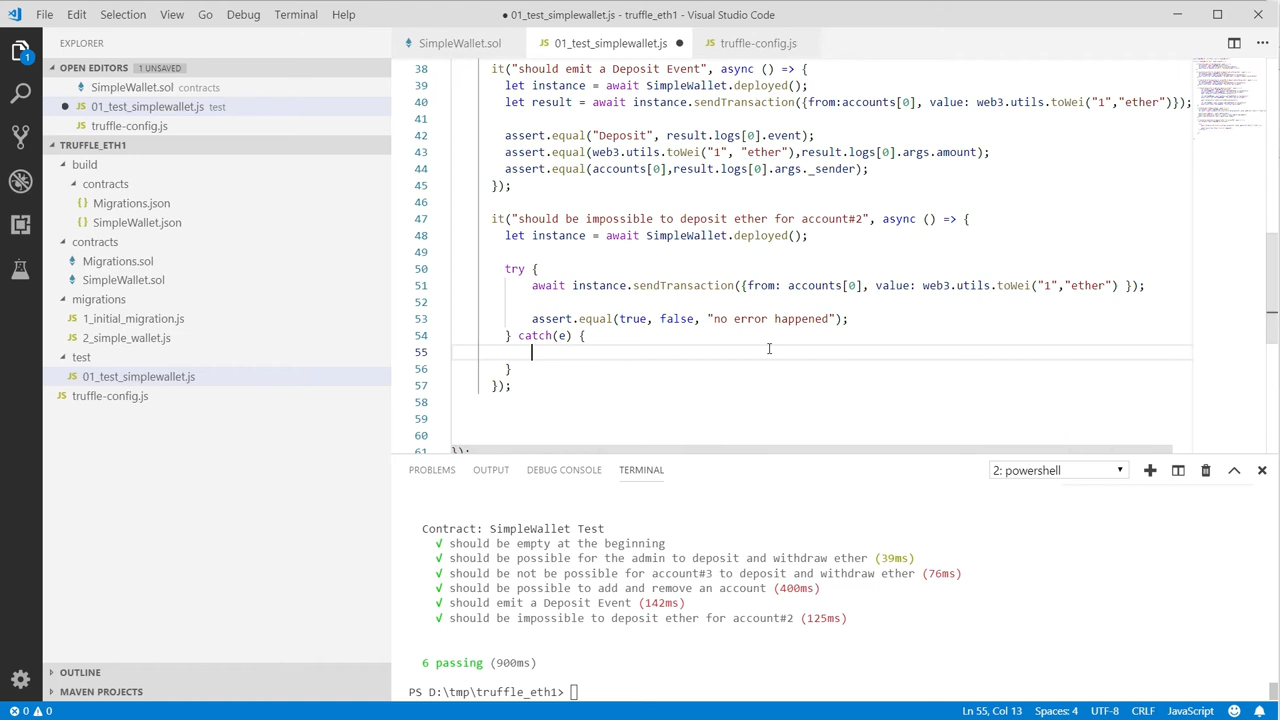 File Edit Selection View Go Debug Terminal Help
● 01_test_simplewallet.js - truffle_eth1 - Visual Studio Code
EXPLORER
SimpleWallet.sol
01_test_simplewallet.js ●
truffle-config.js
OPEN EDITORS 1 UNSAVED
SimpleWallet.sol contracts
01_test_simplewallet.js test
truffle-config.js
TRUFFLE_ETH1
build
contracts
Migrations.json
SimpleWallet.json
contracts
Migrations.sol
SimpleWallet.sol
migrations
1_initial_migration.js
2_simple_wallet.js
test
01_test_simplewallet.js
truffle-config.js
OUTLINE
MAVEN PROJECTS
38 it("should emit a Deposit Event", async () => {
39 let instance = await SimpleWallet.deployed();
40 let result = await instance.sendTransaction({from:accounts[0], value: web3.utils.toWei("1","ether")});
41
42 assert.equal("Deposit", result.logs[0].event);
43 assert.equal(web3.utils.toWei("1", "ether"),result.logs[0].args.amount);
44 assert.equal(accounts[0],result.logs[0].args._sender);
45 });
46
47 it("should be impossible to deposit ether for account#2", async () => {
48 let instance = await SimpleWallet.deployed();
49
50 try {
51 await instance.sendTransaction({from: accounts[0], value: web3.utils.toWei("1","ether") });
52
53 assert.equal(true, false, "no error happened");
54 } catch(e) {
55
56 }
57 });
58
59
60
61 });
PROBLEMS OUTPUT DEBUG CONSOLE TERMINAL
2: powershell
Contract: SimpleWallet Test
√ should be empty at the beginning
√ should be possible for the admin to deposit and withdraw ether (39ms)
√ should be not be possible for account#3 to deposit and withdraw ether (76ms)
√ should be possible to add and remove an account (400ms)
√ should emit a Deposit Event (142ms)
√ should be impossible to deposit ether for account#2 (125ms)
6 passing (900ms)
PS D:\tmp\truffle_eth1>
0 0
Ln 55, Col 13 Spaces: 4 UTF-8 CRLF JavaScript